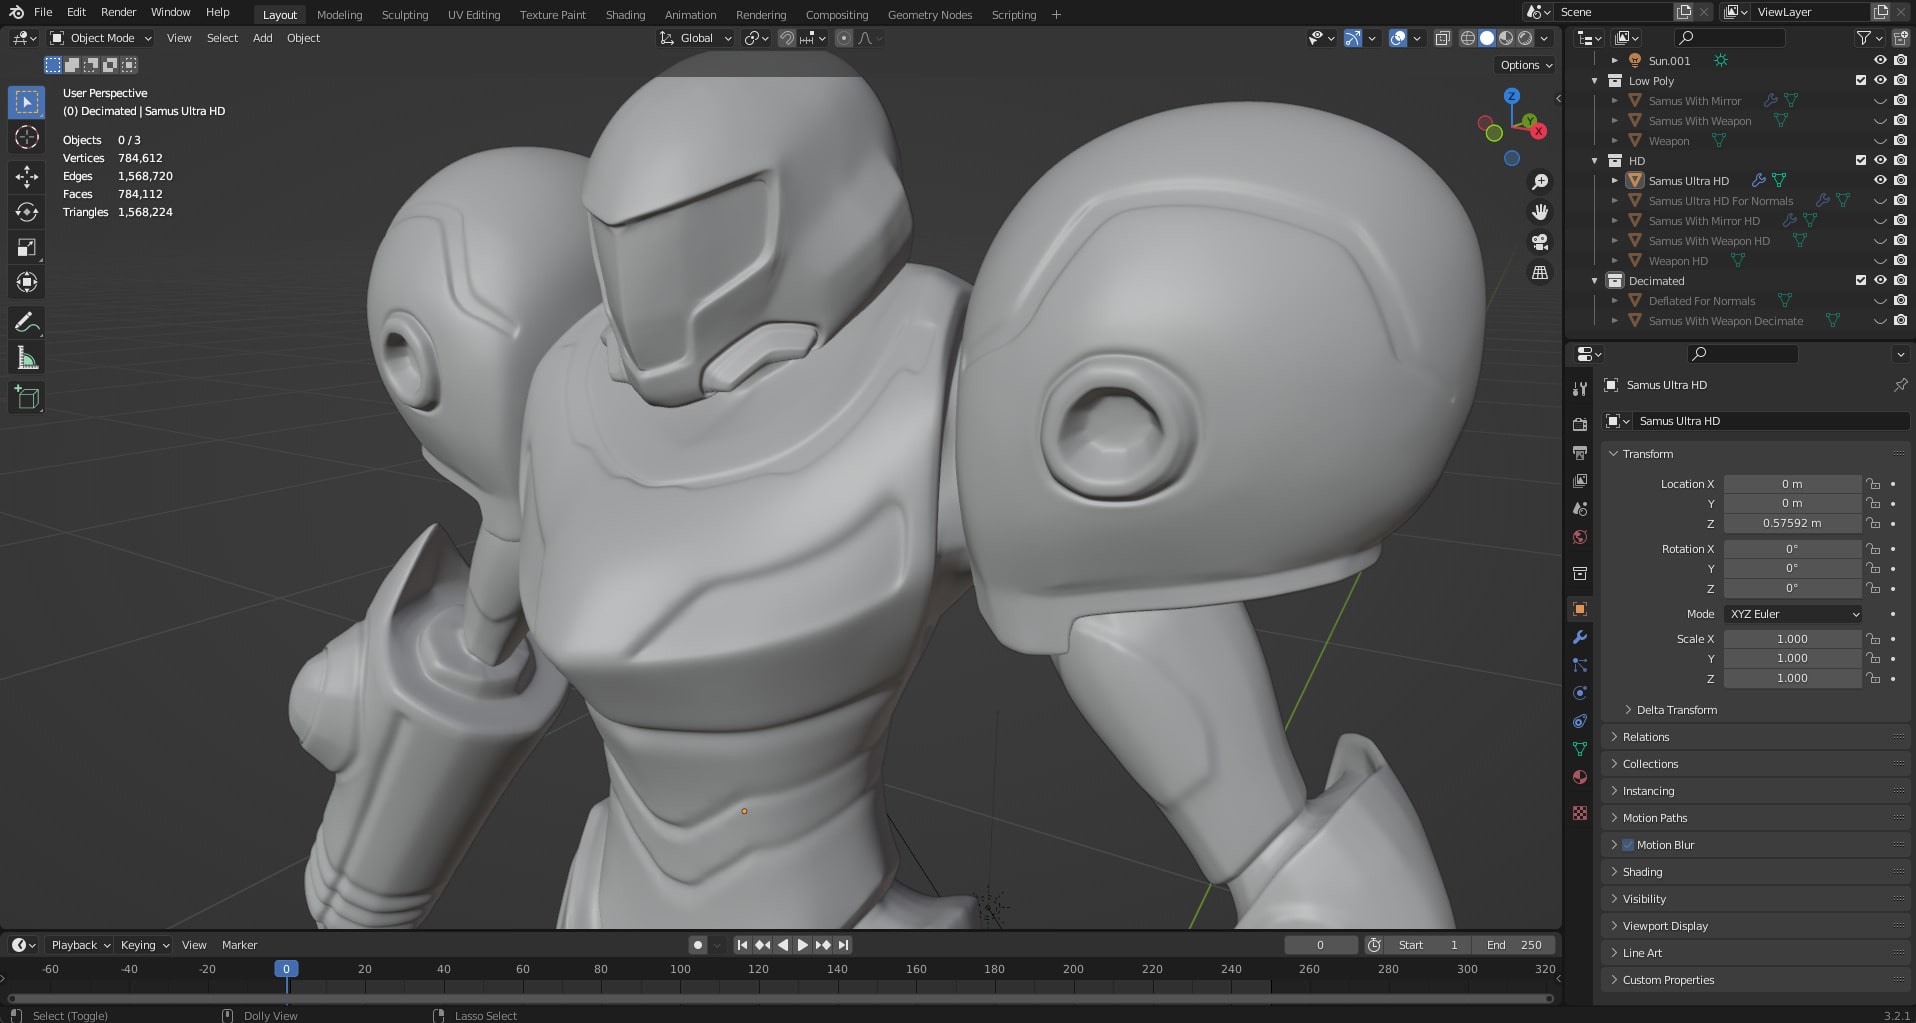 File Edit Render Window Help Layout Modeling Sculpting UV Editing Texture Paint Shading Animation Rendering Compositing Geometry Nodes Scripting + Scene ViewLayer
Object Mode View Select Add Object Global
Options
User Perspective
(0) Decimated | Samus Ultra HD
Objects 0 / 3
Vertices 784,612
Edges 1,568,720
Faces 784,112
Triangles 1,568,224
Z
Y
X
Sun.001
Low Poly
Samus With Mirror
Samus With Weapon
Weapon
HD
Samus Ultra HD
Samus Ultra HD For Normals
Samus With Mirror HD
Samus With Weapon HD
Weapon HD
Decimated
Deflated For Normals
Samus With Weapon Decimate
Samus Ultra HD
Samus Ultra HD
Transform
Location X 0 m
Y 0 m
Z 0.57592 m
Rotation X 0°
Y 0°
Z 0°
Mode XYZ Euler
Scale X 1.000
Y 1.000
Z 1.000
Delta Transform
Relations
Collections
Instancing
Motion Paths
Motion Blur
Shading
Visibility
Viewport Display
Line Art
Custom Properties
Playback Keying View Marker 0 Start 1 End 250
-60 -40 -20 0 20 40 60 80 100 120 140 160 180 200 220 240 260 280 300 320
Select (Toggle) Dolly View Lasso Select 3.2.1